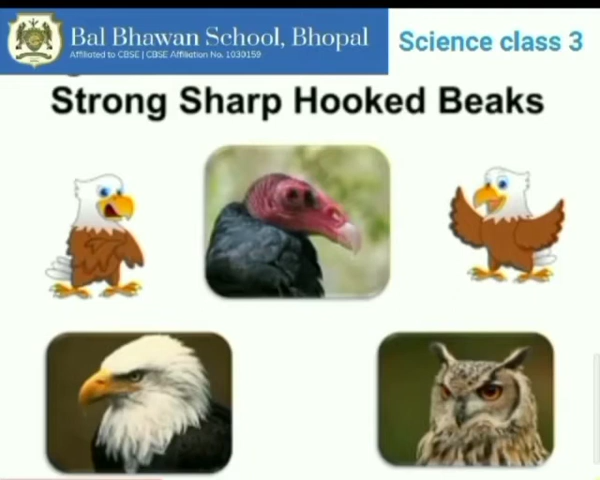 Bal Bhawan School, Bhopal
Affiliated to CBSE | CBSE Affiliation No. 1030159
Science class 3
Strong Sharp Hooked Beaks